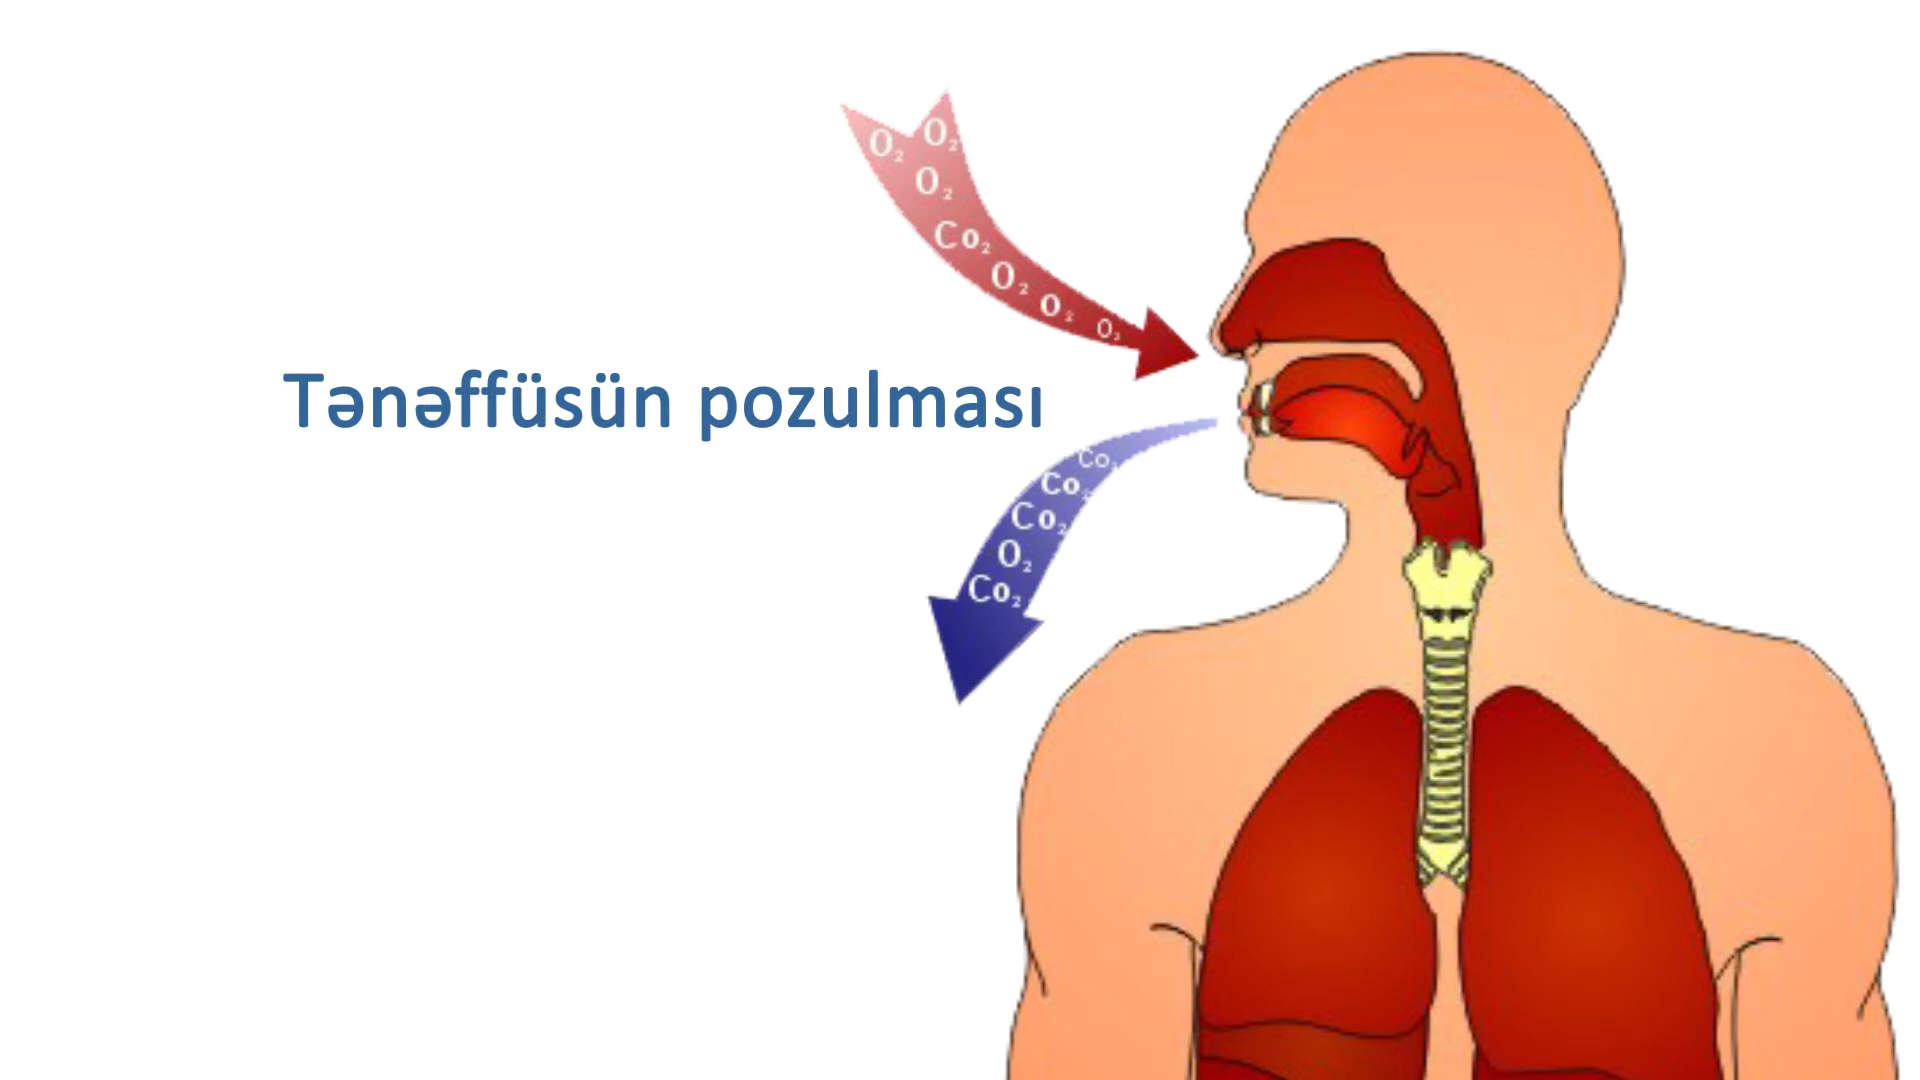 O₂ O₂
O₂
Co₂
O₂
O₂
O₂
Tənəffüsün pozulması
Co₂
Co₂
Co₂
O₂
Co₂